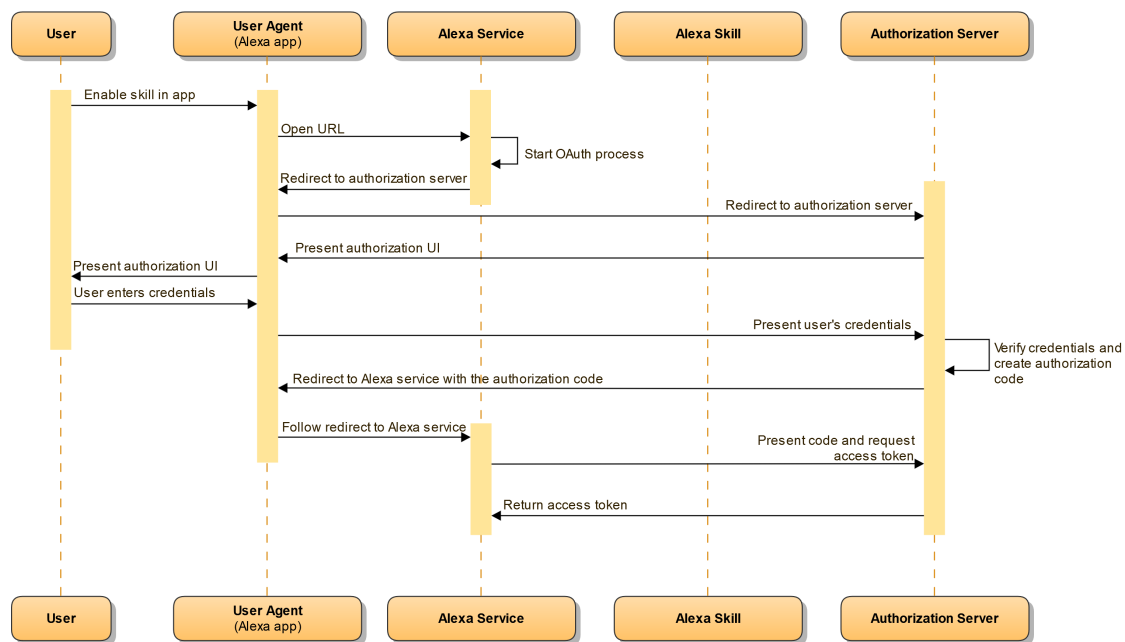 User
User Agent
(Alexa app)
Alexa Service
Alexa Skill
Authorization Server
Enable skill in app
Open URL
Start OAuth process
Redirect to authorization server
Redirect to authorization server
Present authorization UI
Present authorization UI
User enters credentials
Present user's credentials
Verify credentials and
create authorization
code
Redirect to Alexa service with the authorization code
Follow redirect to Alexa service
Present code and request
access token
Return access token
User
User Agent
(Alexa app)
Alexa Service
Alexa Skill
Authorization Server